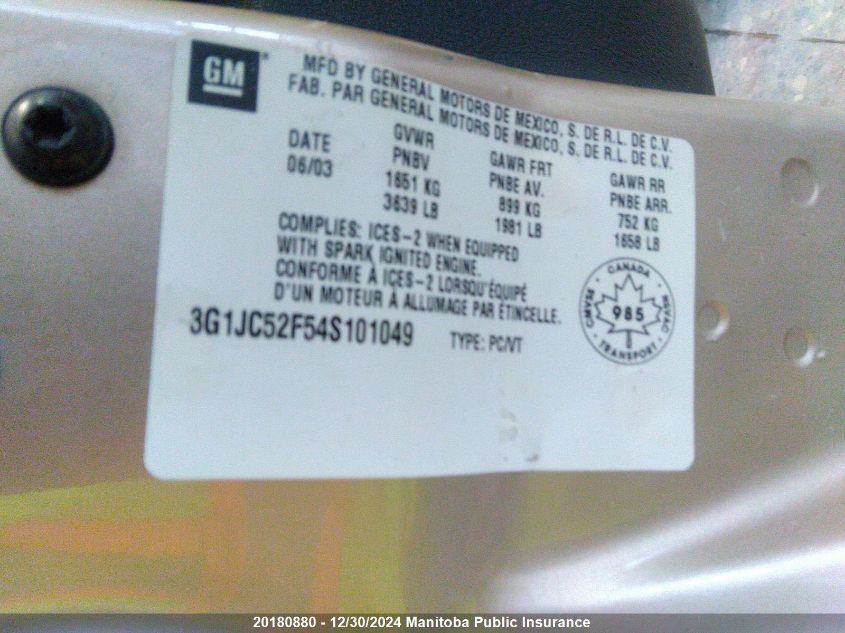 GM
MFD BY GENERAL MOTORS DE MEXICO, S. DE R.L. DE C.V.
FAB. PAR GENERAL MOTORS DE MEXICO, S. DE R.L. DE C.V.
DATE GVWR GAWR FRT GAWR RR
06/03 PNBV PNBE AV. PNBE ARR.
1651 KG 899 KG 752 KG
3639 LB 1981 LB 1658 LB
COMPLIES: ICES-2 WHEN EQUIPPED
WITH SPARK IGNITED ENGINE.
CONFORME À ICES-2 LORSQU'ÉQUIPÉ
D'UN MOTEUR À ALLUMAGE PAR ÉTINCELLE.
CANADA
CMVSS 985 NSVAC
TRANSPORT
3G1JC52F54S101049 TYPE: PC/VT
20180880 - 12/30/2024 Manitoba Public Insurance